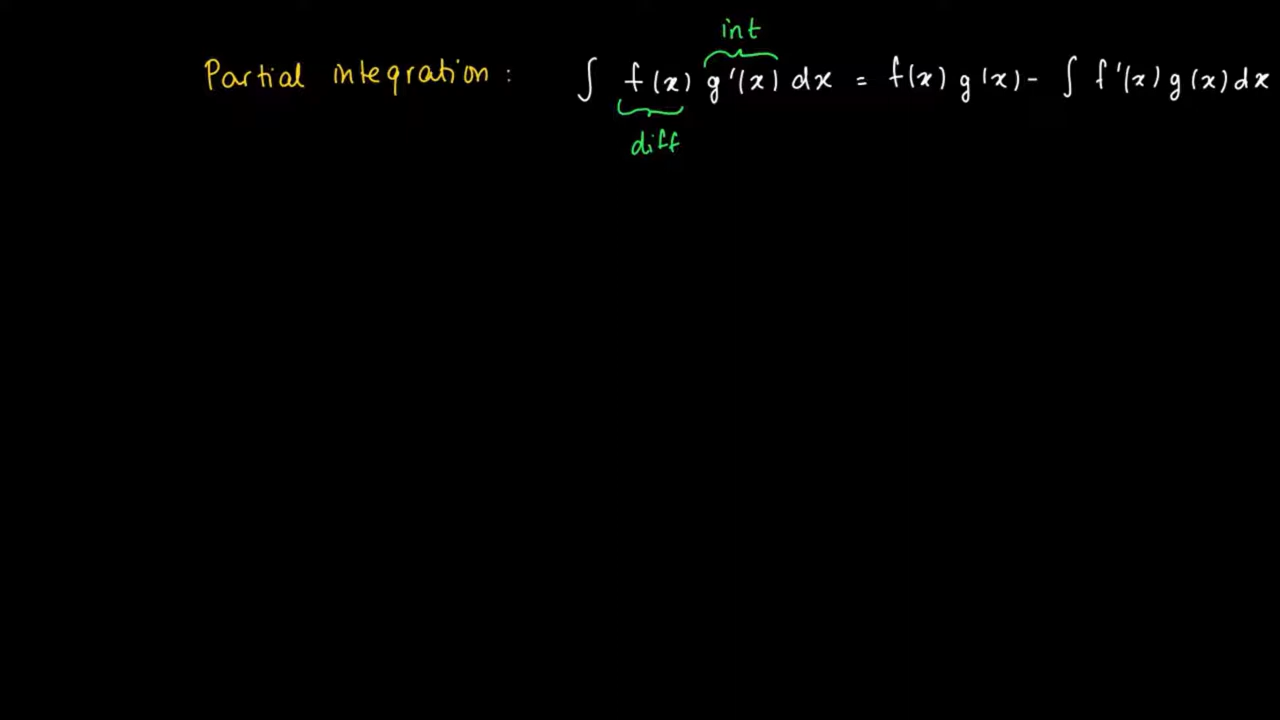 int
Partial integration : ∫ f(x) g'(x) dx = f(x) g(x) - ∫ f'(x) g(x) dx
diff